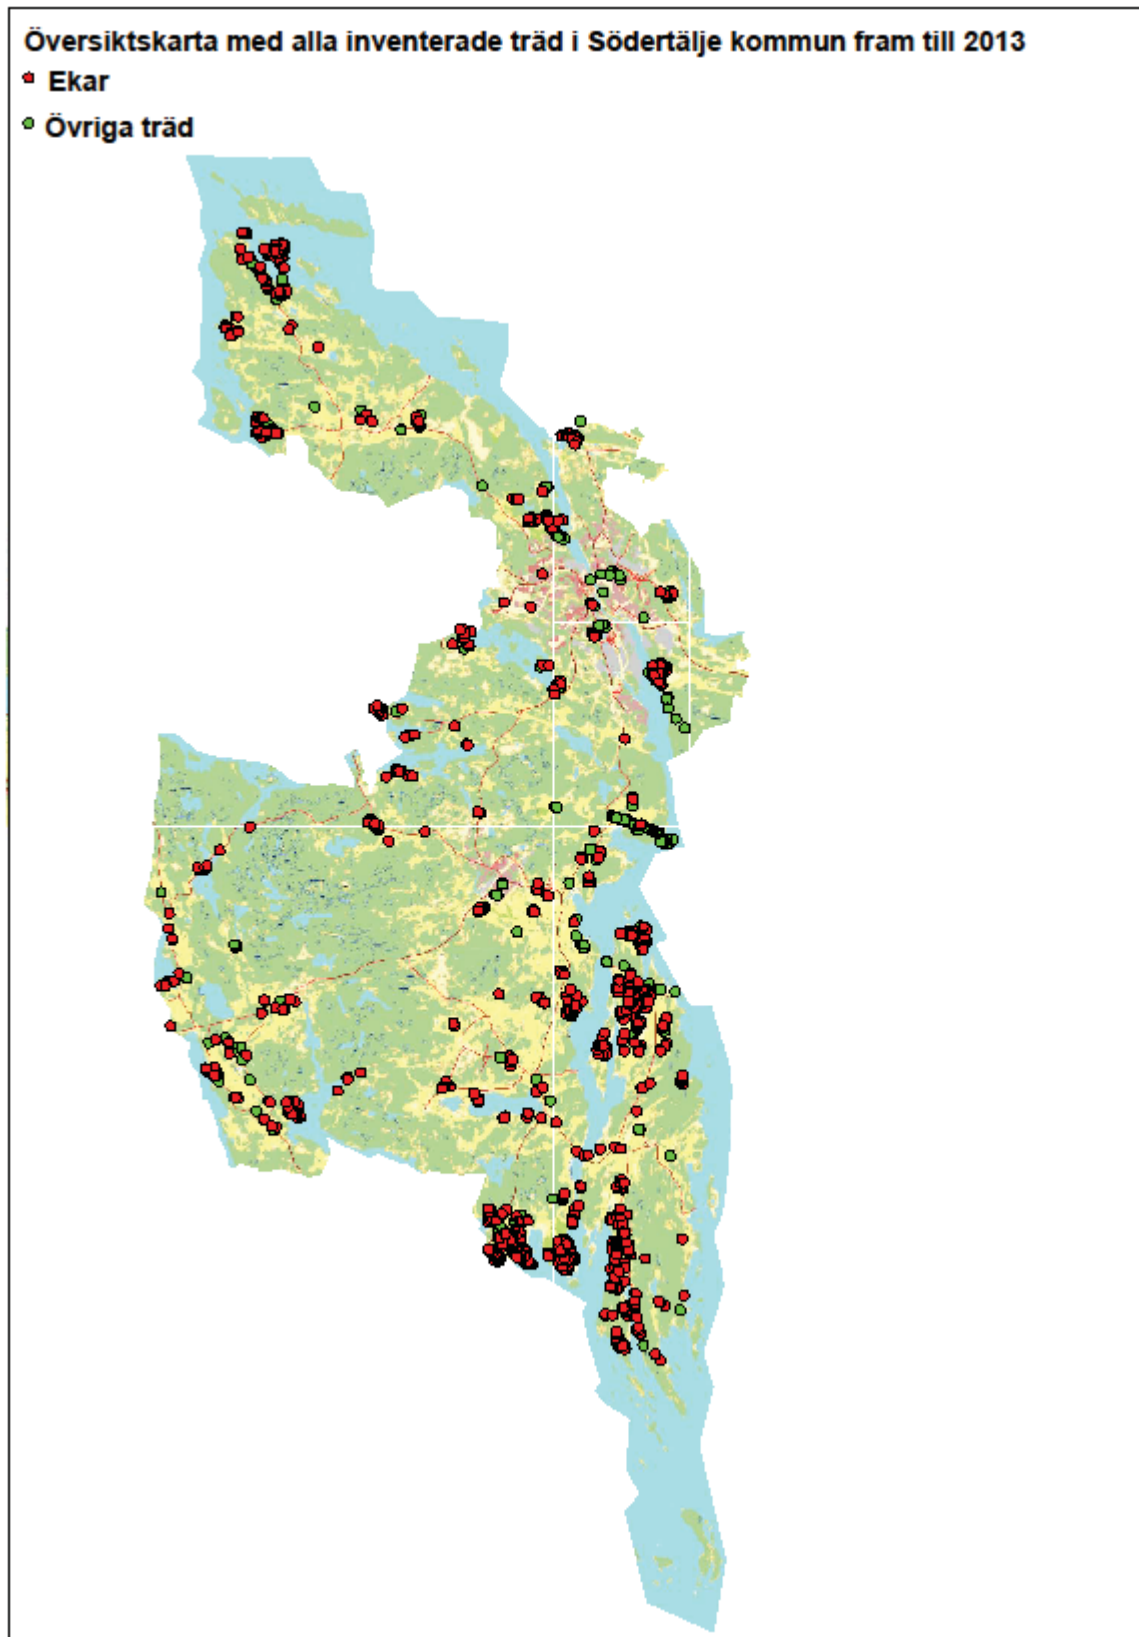 Översiktskarta med alla inventerade träd i Södertälje kommun fram till 2013
Ekar
Övriga träd